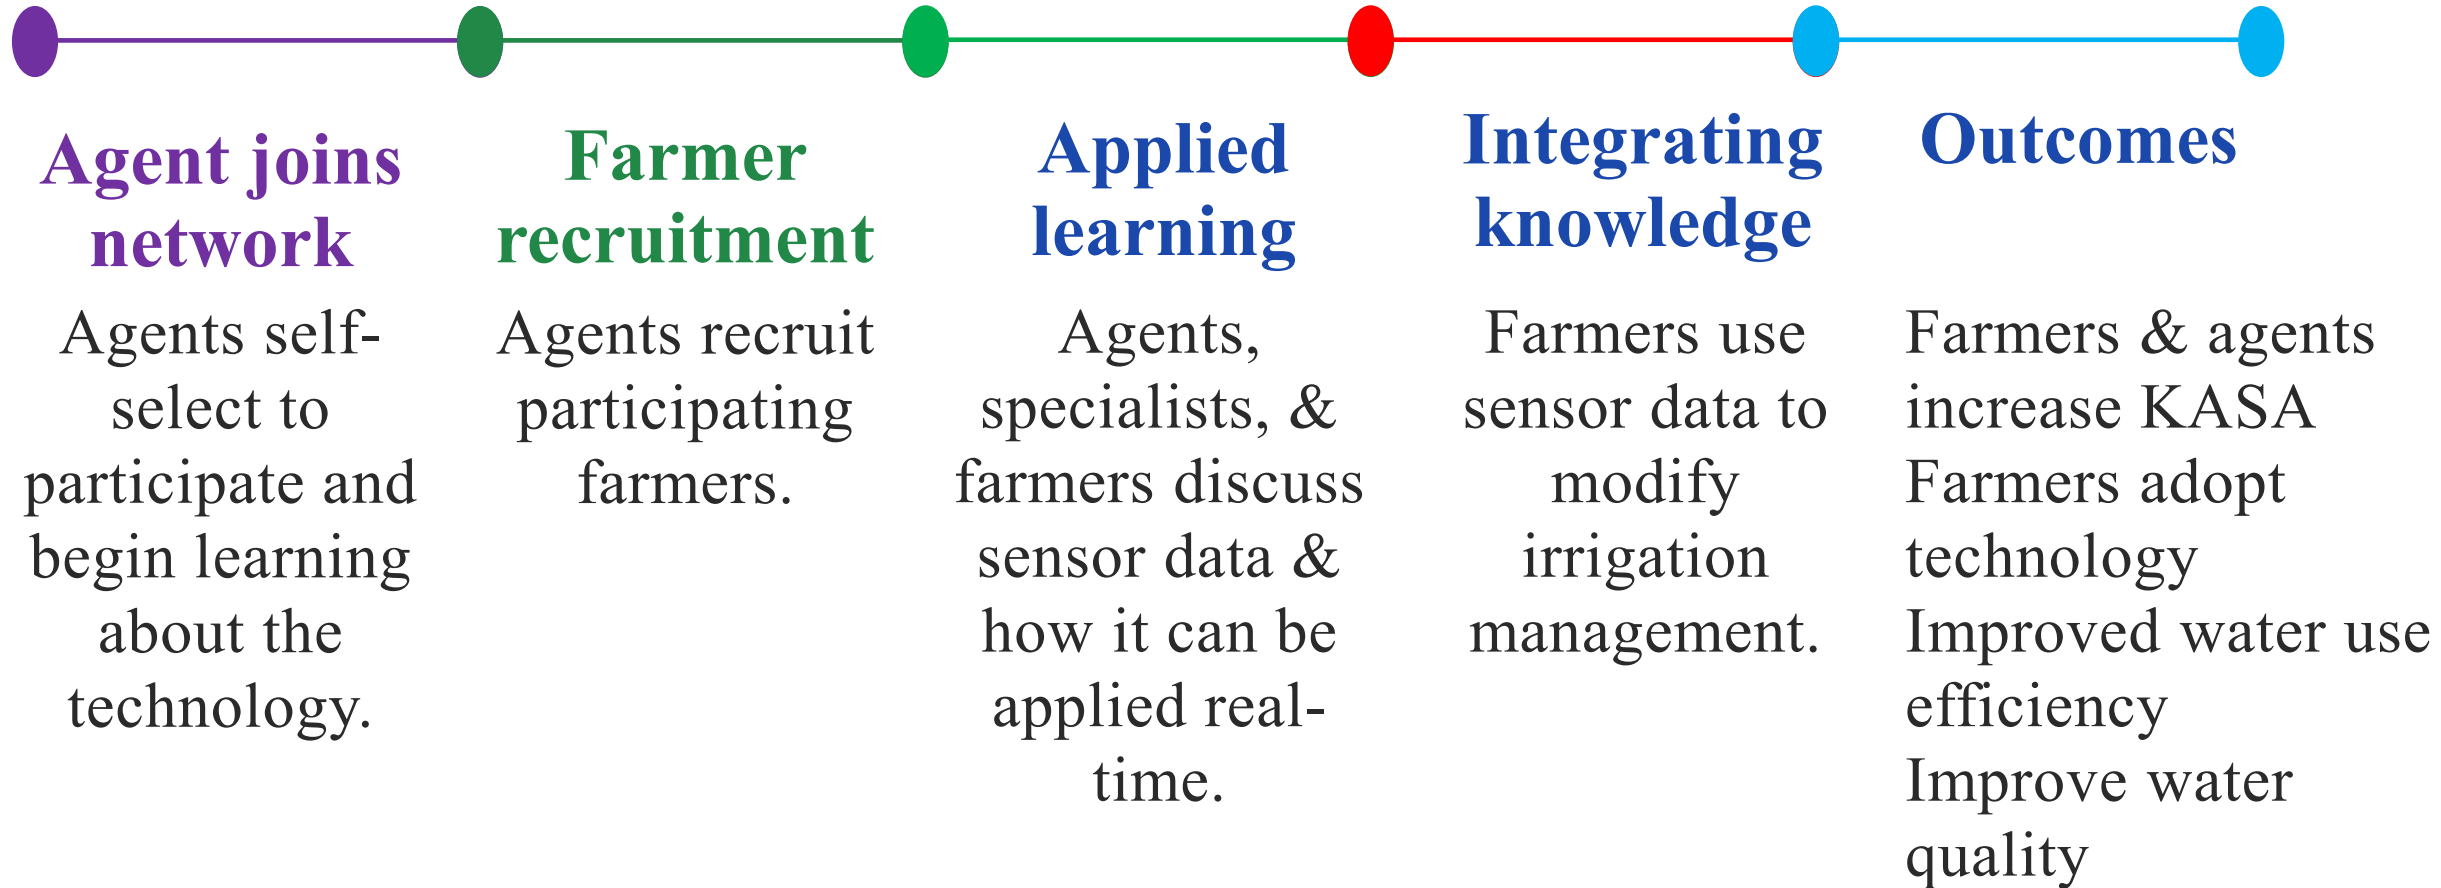 Agent joins
network
Agents self-
select to
participate and
begin learning
about the
technology.
Farmer
recruitment
Agents recruit
participating
farmers.
Applied
learning
Agents,
specialists, &
farmers discuss
sensor data &
how it can be
applied real-
time.
Integrating
knowledge
Farmers use
sensor data to
modify
irrigation
management.
Outcomes
Farmers & agents
increase KASA
Farmers adopt
technology
Improved water use
efficiency
Improve water
quality